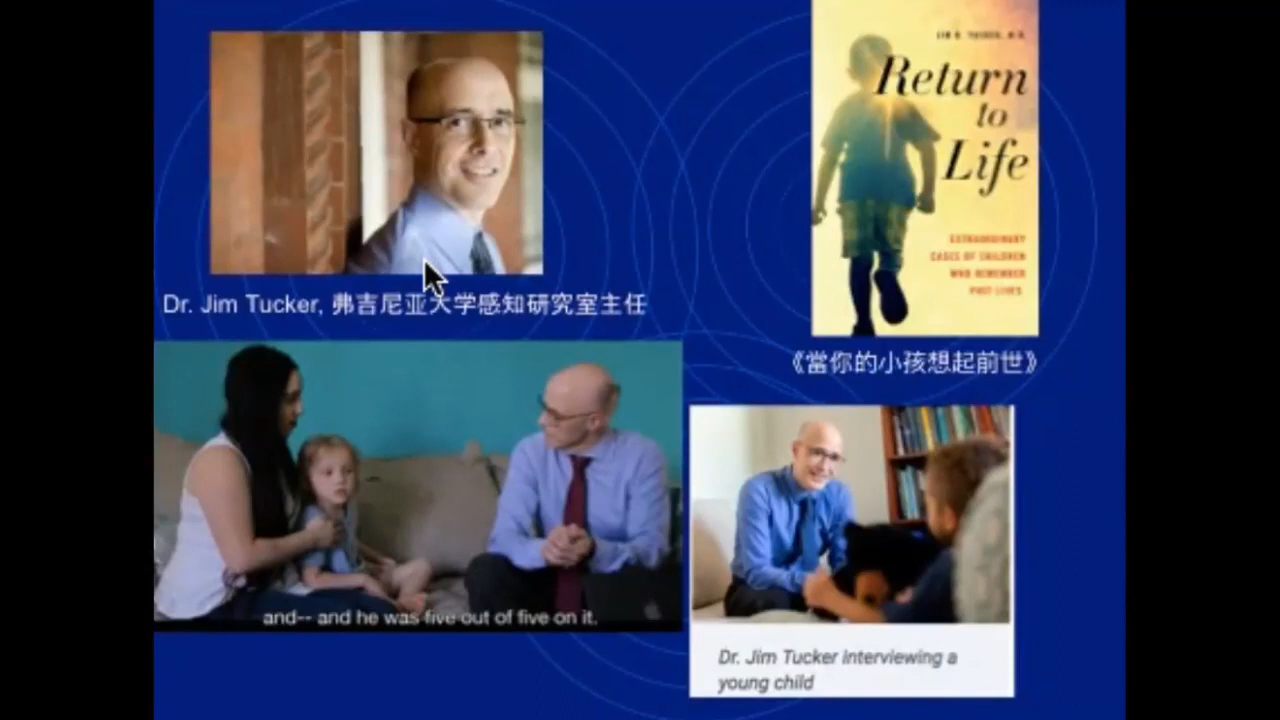 JIM B. TUCKER, M.D.
Return
to
Life
EXTRAORDINARY
CASES OF CHILDREN
WHO REMEMBER
PAST LIVES
Dr. Jim Tucker, 弗吉尼亚大学感知研究室主任
《當你的小孩想起前世》
and-- and he was five out of five on it.
Dr. Jim Tucker interviewing a
young child